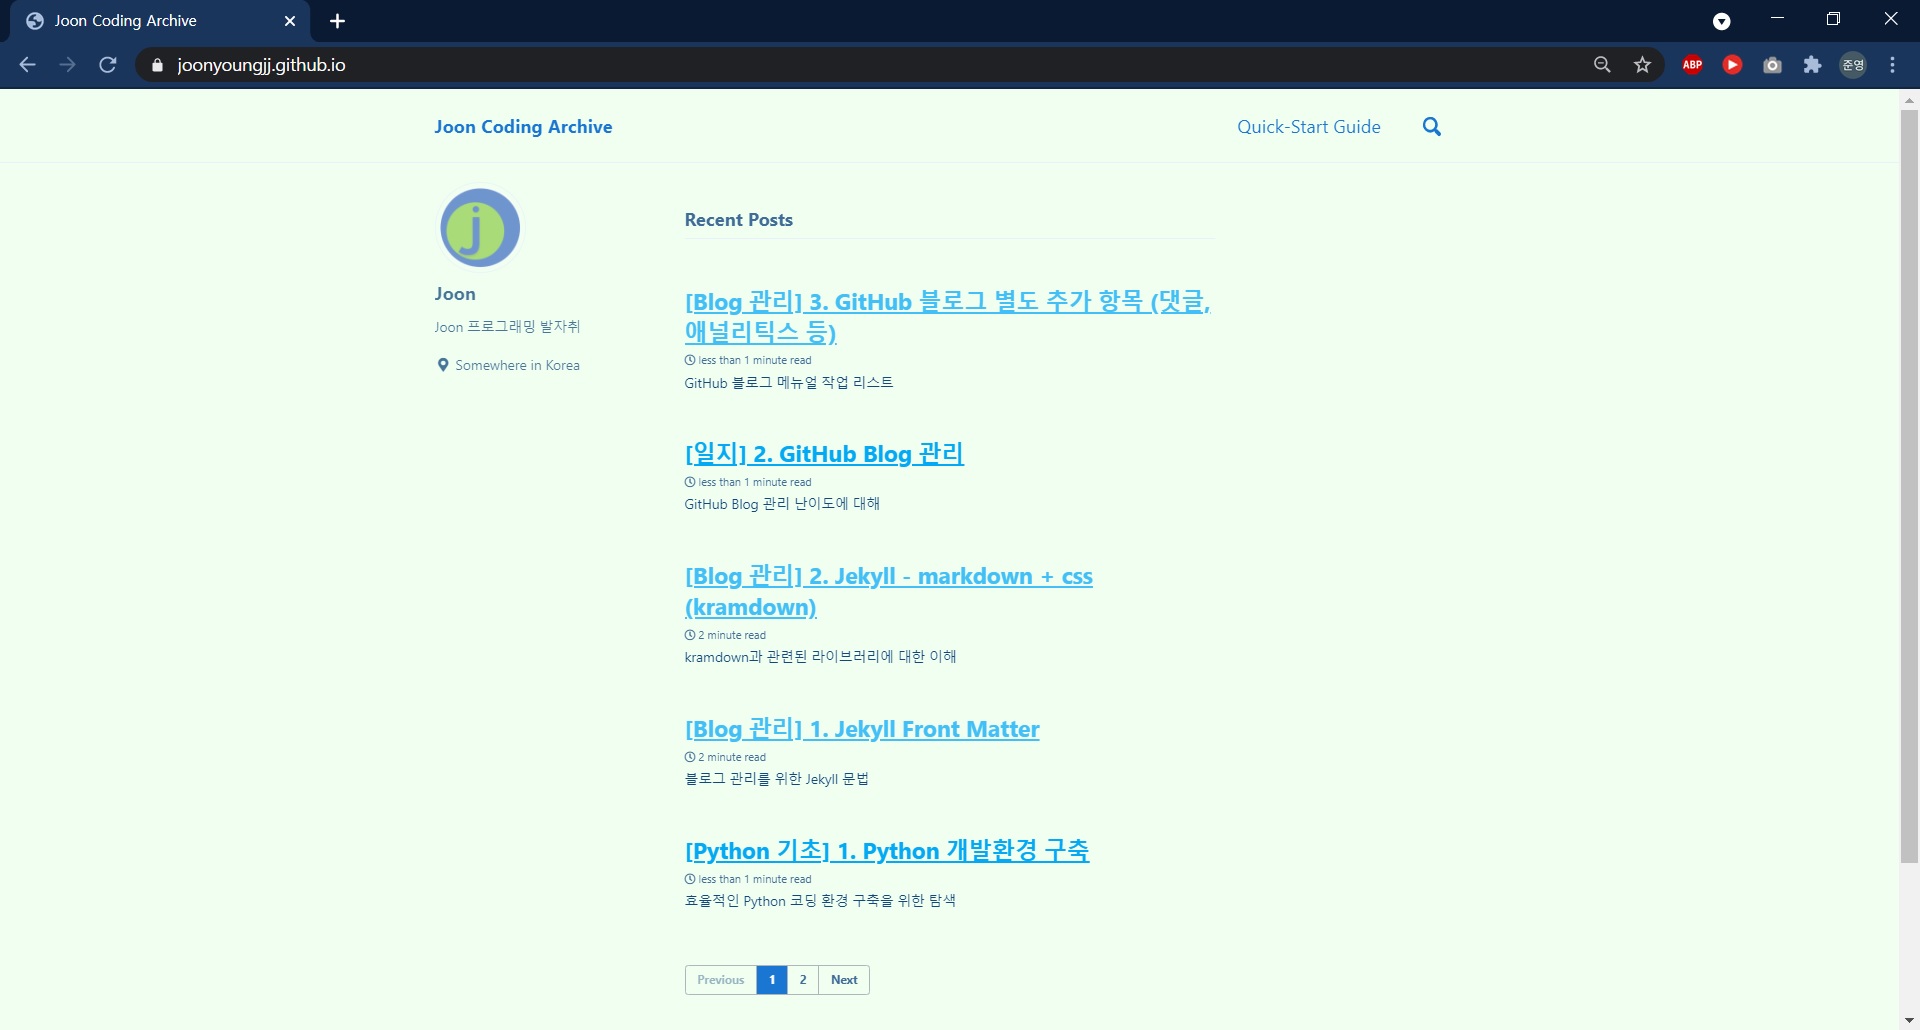 Joon Coding Archive
joonyoungjj.github.io
ABP
준영
Joon Coding Archive
Quick-Start Guide
j
Joon
Joon 프로그래밍 발자취
Somewhere in Korea
Recent Posts
[Blog 관리] 3. GitHub 블로그 별도 추가 항목 (댓글,
애널리틱스 등)
less than 1 minute read
GitHub 블로그 메뉴얼 작업 리스트
[일지] 2. GitHub Blog 관리
less than 1 minute read
GitHub Blog 관리 난이도에 대해
[Blog 관리] 2. Jekyll - markdown + css
(kramdown)
2 minute read
kramdown과 관련된 라이브러리에 대한 이해
[Blog 관리] 1. Jekyll Front Matter
2 minute read
블로그 관리를 위한 Jekyll 문법
[Python 기초] 1. Python 개발환경 구축
less than 1 minute read
효율적인 Python 코딩 환경 구축을 위한 탐색
Previous 1 2 Next